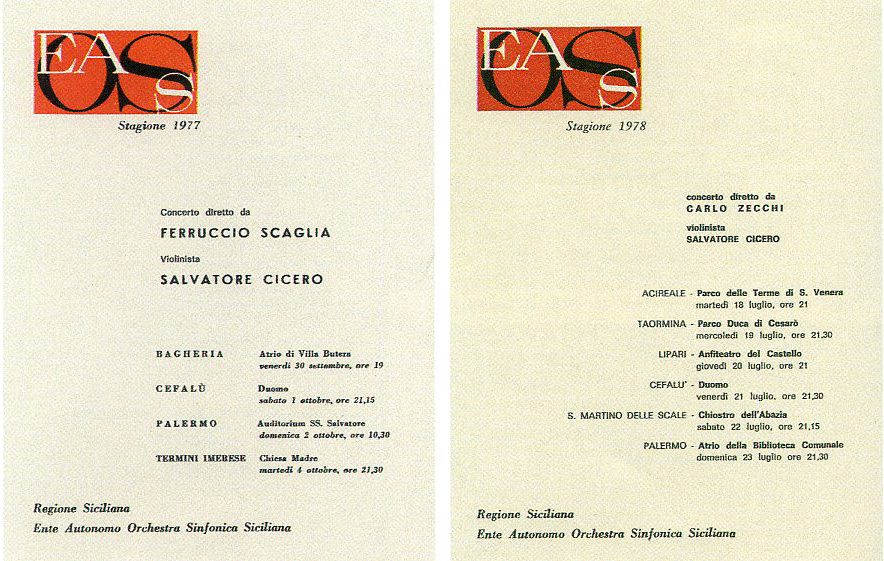 EAOSS
Stagione 1977
Concerto diretto da
FERRUCCIO SCAGLIA
Violinista
SALVATORE CICERO
BAGHERIA Atrio di Villa Butera
venerdì 30 settembre, ore 19
CEFALÙ Duomo
sabato 1 ottobre, ore 21,15
PALERMO Auditorium SS. Salvatore
domenica 2 ottobre, ore 10,30
TERMINI IMERESE Chiesa Madre
martedì 4 ottobre, ore 21,30
Regione Siciliana
Ente Autonomo Orchestra Sinfonica Siciliana
EAOSS
Stagione 1978
concerto diretto da
CARLO ZECCHI
violinista
SALVATORE CICERO
ACIREALE - Parco delle Terme di S. Venera
martedì 18 luglio, ore 21
TAORMINA - Parco Duca di Cesarò
mercoledì 19 luglio, ore 21,30
LIPARI - Anfiteatro del Castello
giovedì 20 luglio, ore 21
CEFALU' - Duomo
venerdì 21 luglio, ore 21,30
S. MARTINO DELLE SCALE - Chiostro dell'Abazia
sabato 22 luglio, ore 21,15
PALERMO - Atrio della Biblioteca Comunale
domenica 23 luglio ore 21,30
Regione Siciliana
Ente Autonomo Orchestra Sinfonica Siciliana